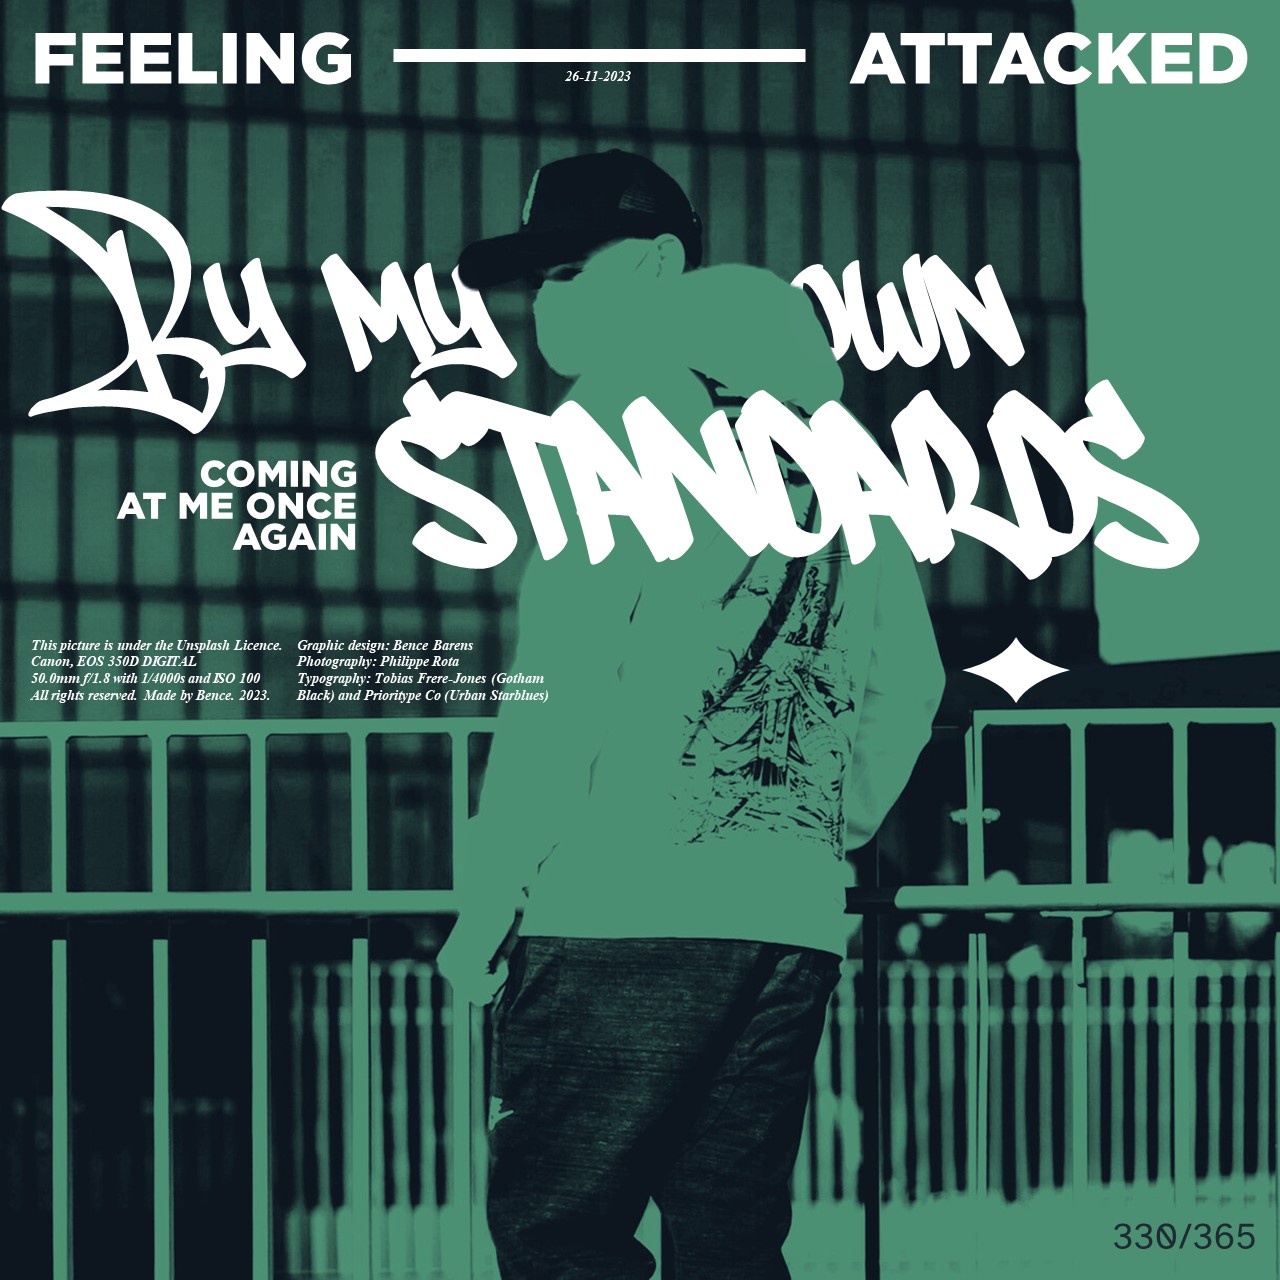 FEELING ATTACKED
26-11-2023
By my OWN
STANDARDS
COMING
AT ME ONCE
AGAIN
This picture is under the Unsplash Licence.
Canon, EOS 350D DIGITAL
50.0mm f/1.8 with 1/4000s and ISO 100
All rights reserved. Made by Bence. 2023.
Graphic design: Bence Barens
Photography: Philippe Rota
Typography: Tobias Frere-Jones (Gotham
Black) and Prioritype Co (Urban Starblues)
330/365